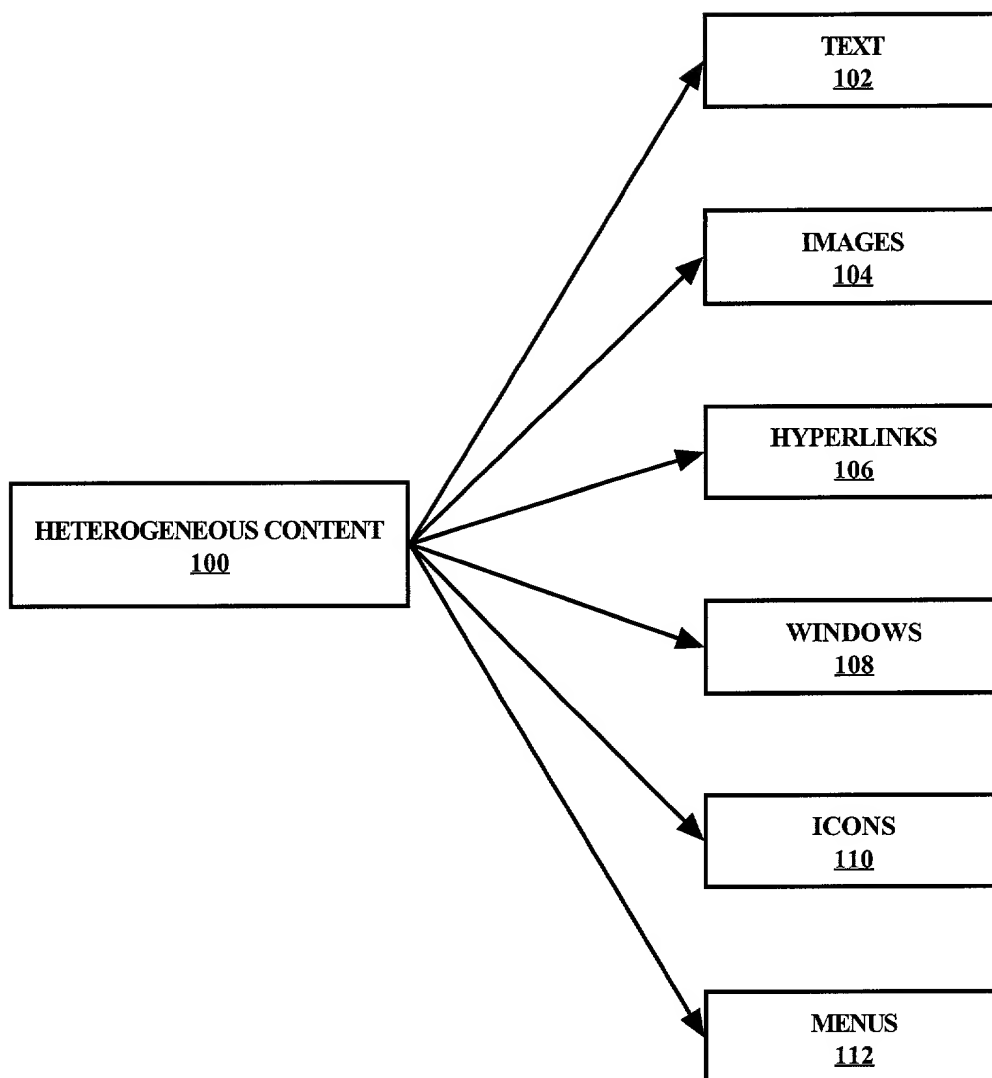 TEXT
102
IMAGES
104
HYPERLINKS
106
HETEROGENEOUS CONTENT
100
WINDOWS
108
ICONS
110
MENUS
112